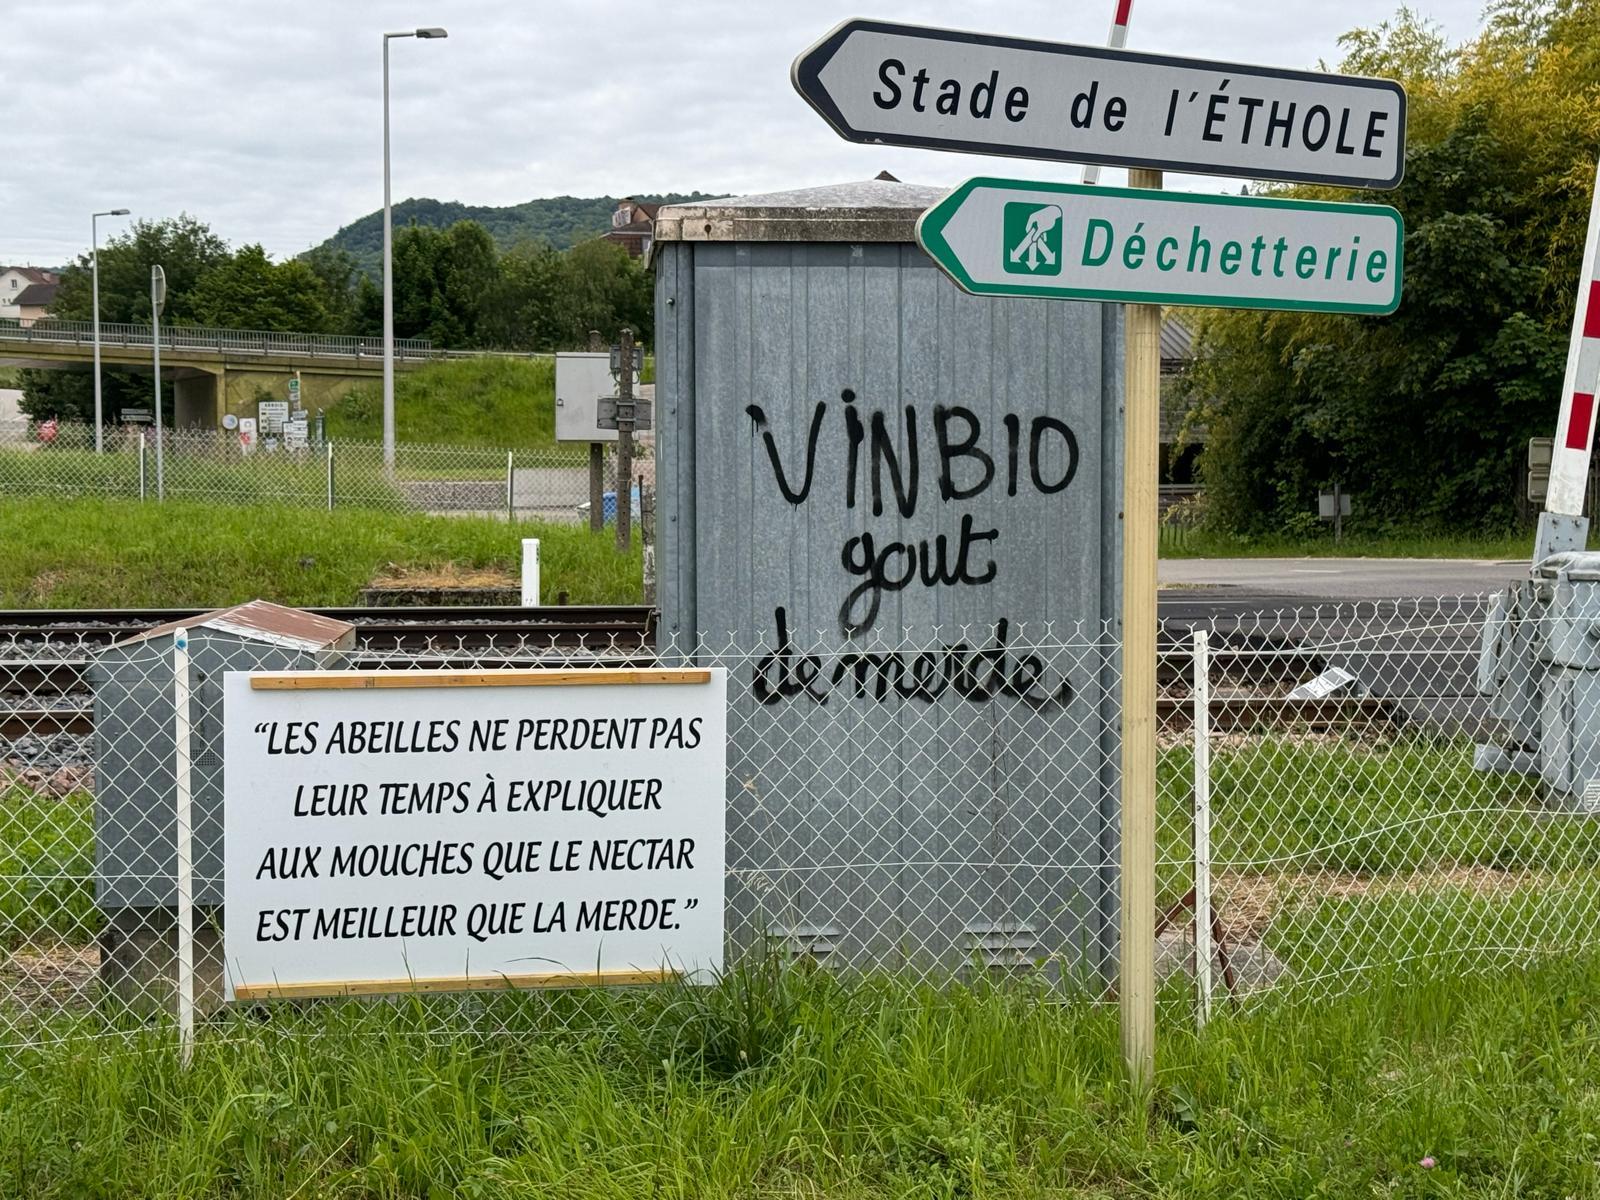 Stade de l'ÉTHOLE
Déchetterie
VINBIO
gout
de merde
“LES ABEILLES NE PERDENT PAS
LEUR TEMPS À EXPLIQUER
AUX MOUCHES QUE LE NECTAR
EST MEILLEUR QUE LA MERDE.”